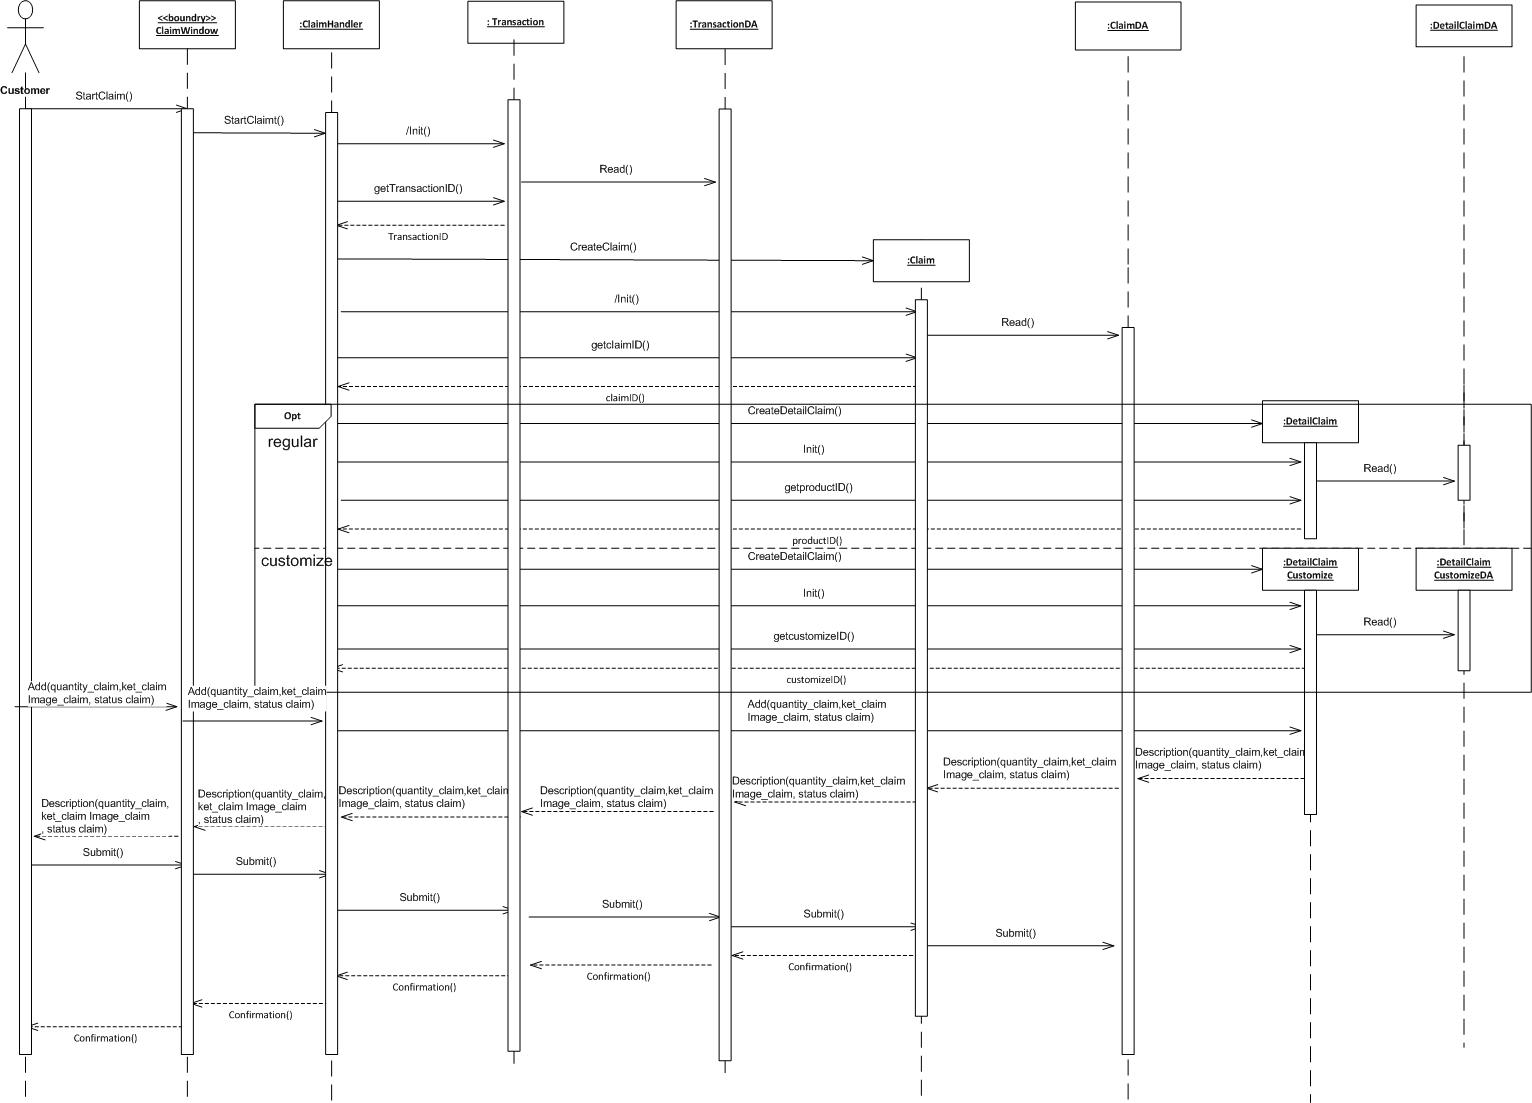 <<boundry>>
ClaimWindow
:ClaimHandler
: Transaction
:TransactionDA
:ClaimDA
:DetailClaimDA
Customer
StartClaim()
StartClaimt()
/Init()
Read()
getTransactionID()
TransactionID
CreateClaim()
:Claim
/Init()
Read()
getclaimID()
claimID()
Opt
regular
CreateDetailClaim()
:DetailClaim
Init()
Read()
getproductID()
productID()
customize
CreateDetailClaim()
:DetailClaim
Customize
:DetailClaim
CustomizeDA
Init()
Read()
getcustomizeID()
customizeID()
Add(quantity_claim,ket_claim
Image_claim, status claim)
Add(quantity_claim,ket_claim
Image_claim, status claim)
Add(quantity_claim,ket_claim
Image_claim, status claim)
Description(quantity_claim,ket_claim
Image_claim, status claim)
Description(quantity_claim,ket_claim
Image_claim, status claim)
Description(quantity_claim,ket_claim
Image_claim, status claim)
Description(quantity_claim,ket_claim
Image_claim, status claim)
Description(quantity_claim,ket_claim
Image_claim, status claim)
Description(quantity_claim,
ket_claim Image_claim
, status claim)
Description(quantity_claim,
ket_claim Image_claim
, status claim)
Submit()
Submit()
Submit()
Submit()
Submit()
Submit()
Confirmation()
Confirmation()
Confirmation()
Confirmation()
Confirmation()